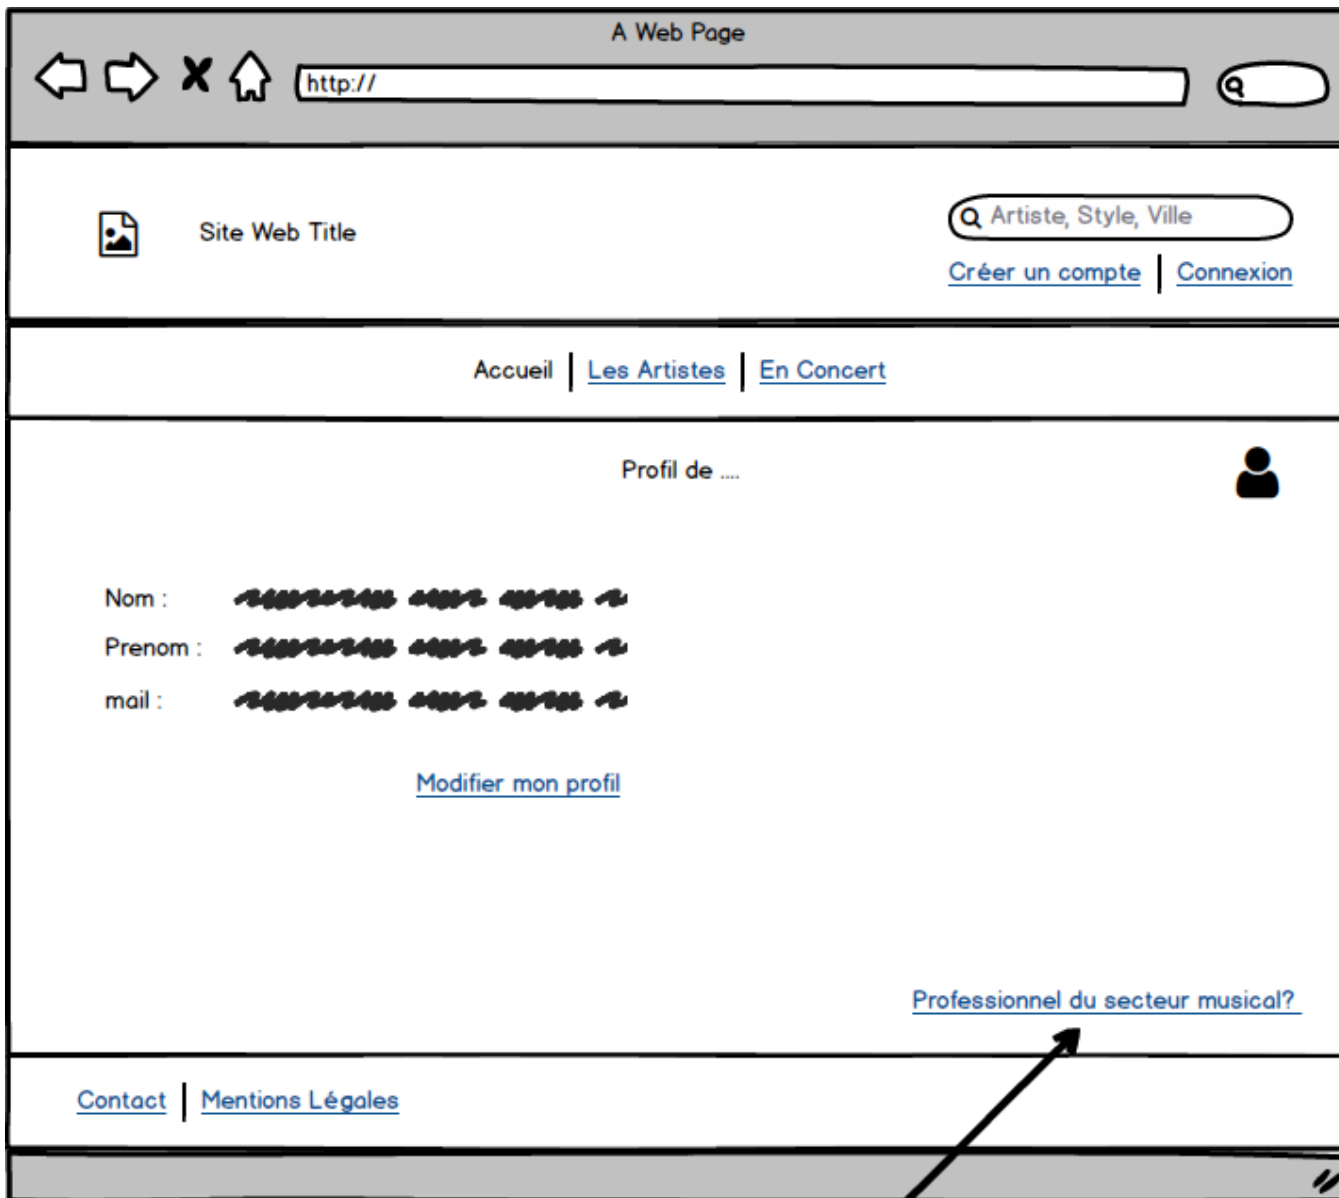 A Web Page
http://
Site Web Title
Artiste, Style, Ville
Créer un compte | Connexion
Accueil | Les Artistes | En Concert
Profil de ....
Nom :
Prenom :
mail :
Modifier mon profil
Professionnel du secteur musical?
Contact | Mentions Légales